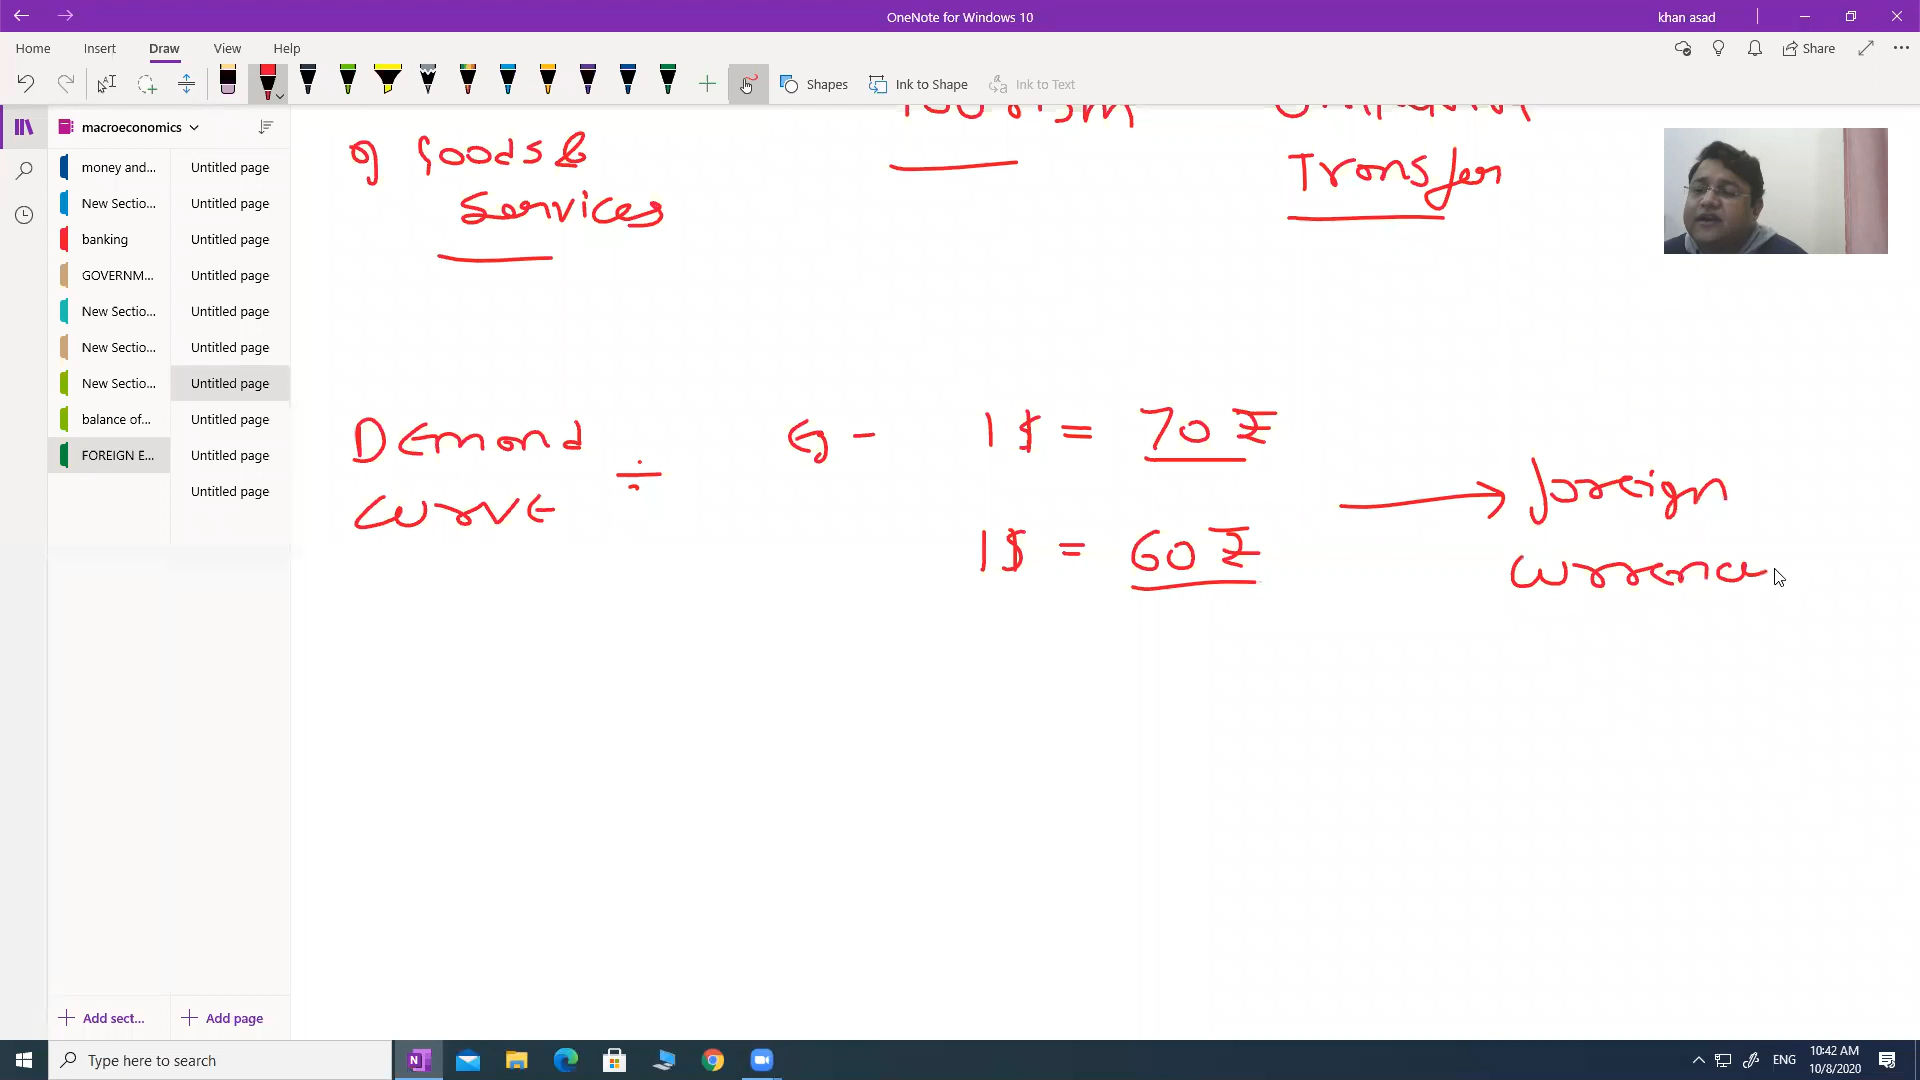 OneNote for Windows 10
khan asad
Home Insert Draw View Help
Share
Shapes
Ink to Shape
Ink to Text
macroeconomics
money and...
New Sectio...
banking
GOVERNM...
New Sectio...
New Sectio...
New Sectio...
balance of...
FOREIGN E...
Untitled page
Untitled page
Untitled page
Untitled page
Untitled page
Untitled page
Untitled page
Untitled page
Untitled page
Untitled page
Add sect...
Add page
of Goods &
Services
Tourism
Transfer
Demand
curve ÷
Eg - 1 $ = 70 ₹
1 $ = 60 ₹
foreign
currenc
Type here to search
ENG
10:42 AM
10/8/2020